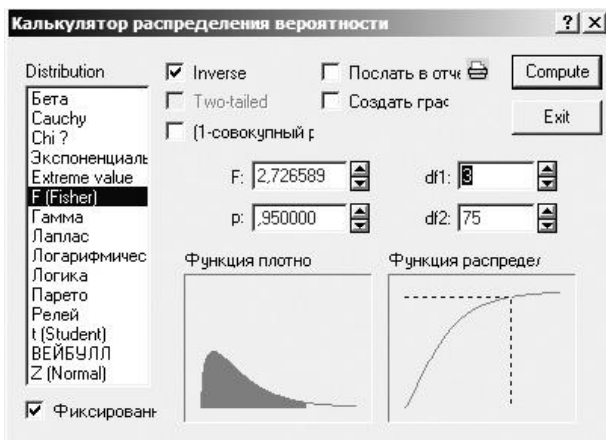 Калькулятор распределения вероятности
Distribution
Бета
Cauchy
Chi ?
Экспоненциаль
Extreme value
F (Fisher)
Гамма
Лаплас
Логарифмичес
Логика
Парето
Релей
t (Student)
ВЕЙБУЛЛ
Z (Normal)
Фиксированн
Inverse
Two-tailed
(1-совокупный р
Послать в отче
Создать грас
Compute
Exit
F: 2,726589
p: ,950000
df1: 3
df2: 75
Функция плотно
Функция распреде